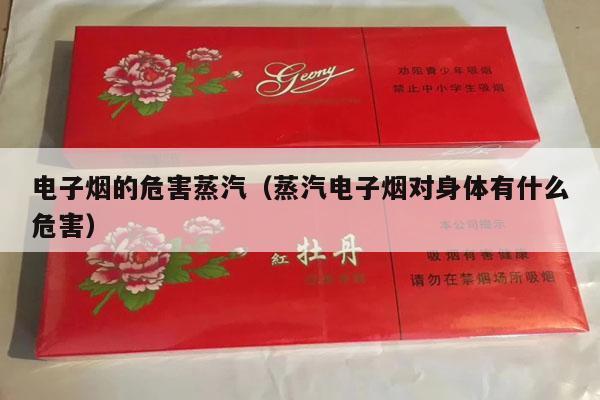 Geony
劝阻青少年吸烟
禁止中小学生吸烟
电子烟的危害蒸汽（蒸汽电子烟对身体有什么
危害）
本公司提示
紅 牡丹
吸烟有害健康
请勿在禁烟场所吸烟